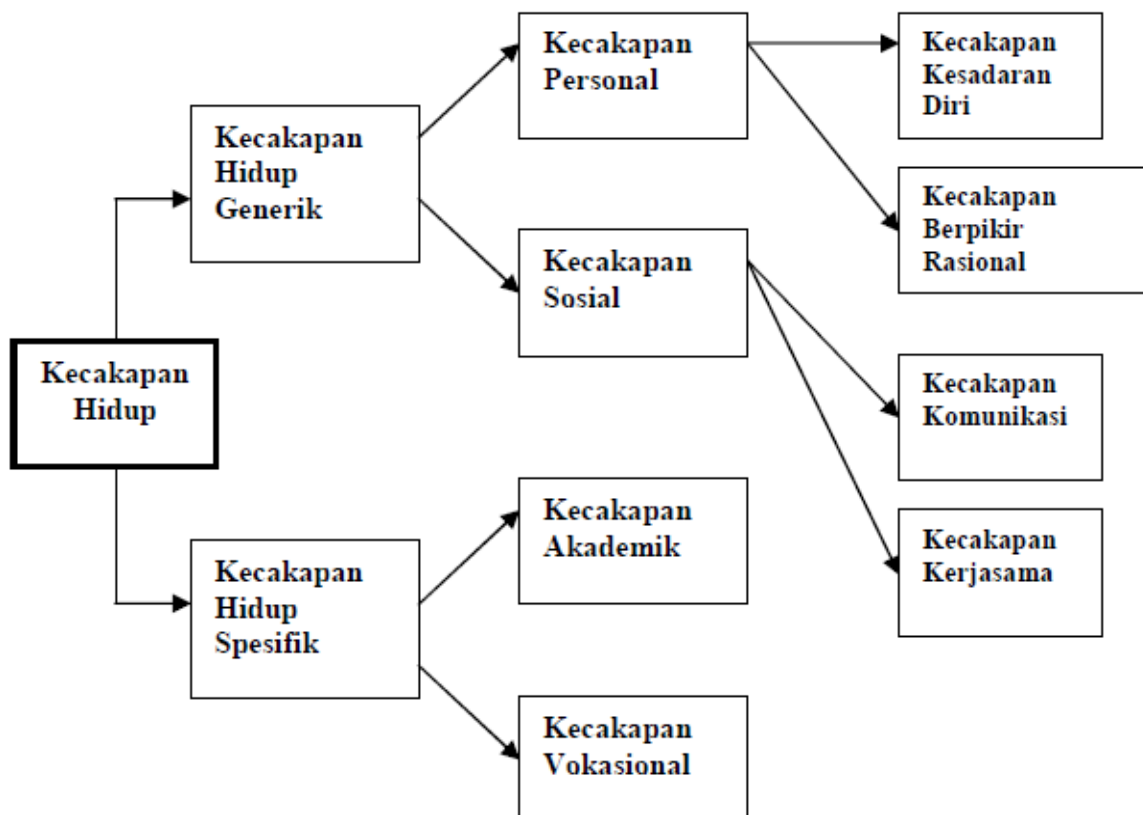 Kecakapan
Hidup
Kecakapan
Hidup
Generik
Kecakapan
Hidup
Spesifik
Kecakapan
Personal
Kecakapan
Sosial
Kecakapan
Akademik
Kecakapan
Vokasional
Kecakapan
Kesadaran
Diri
Kecakapan
Berpikir
Rasional
Kecakapan
Komunikasi
Kecakapan
Kerjasama